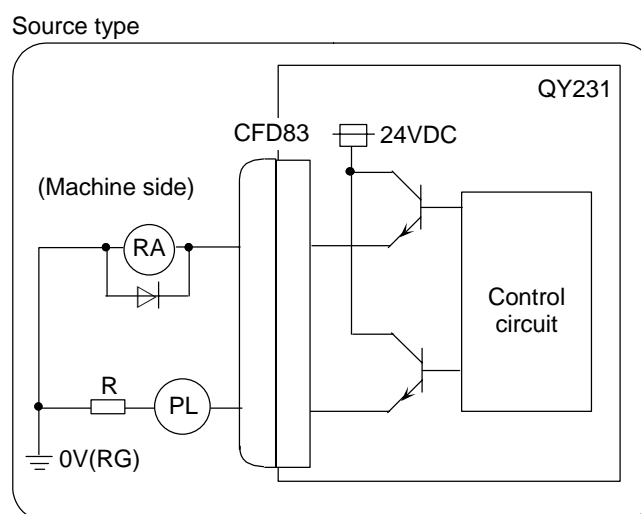 Source type
QY231
CFD83
24VDC
(Machine side)
RA
Control
circuit
R
PL
0V(RG)